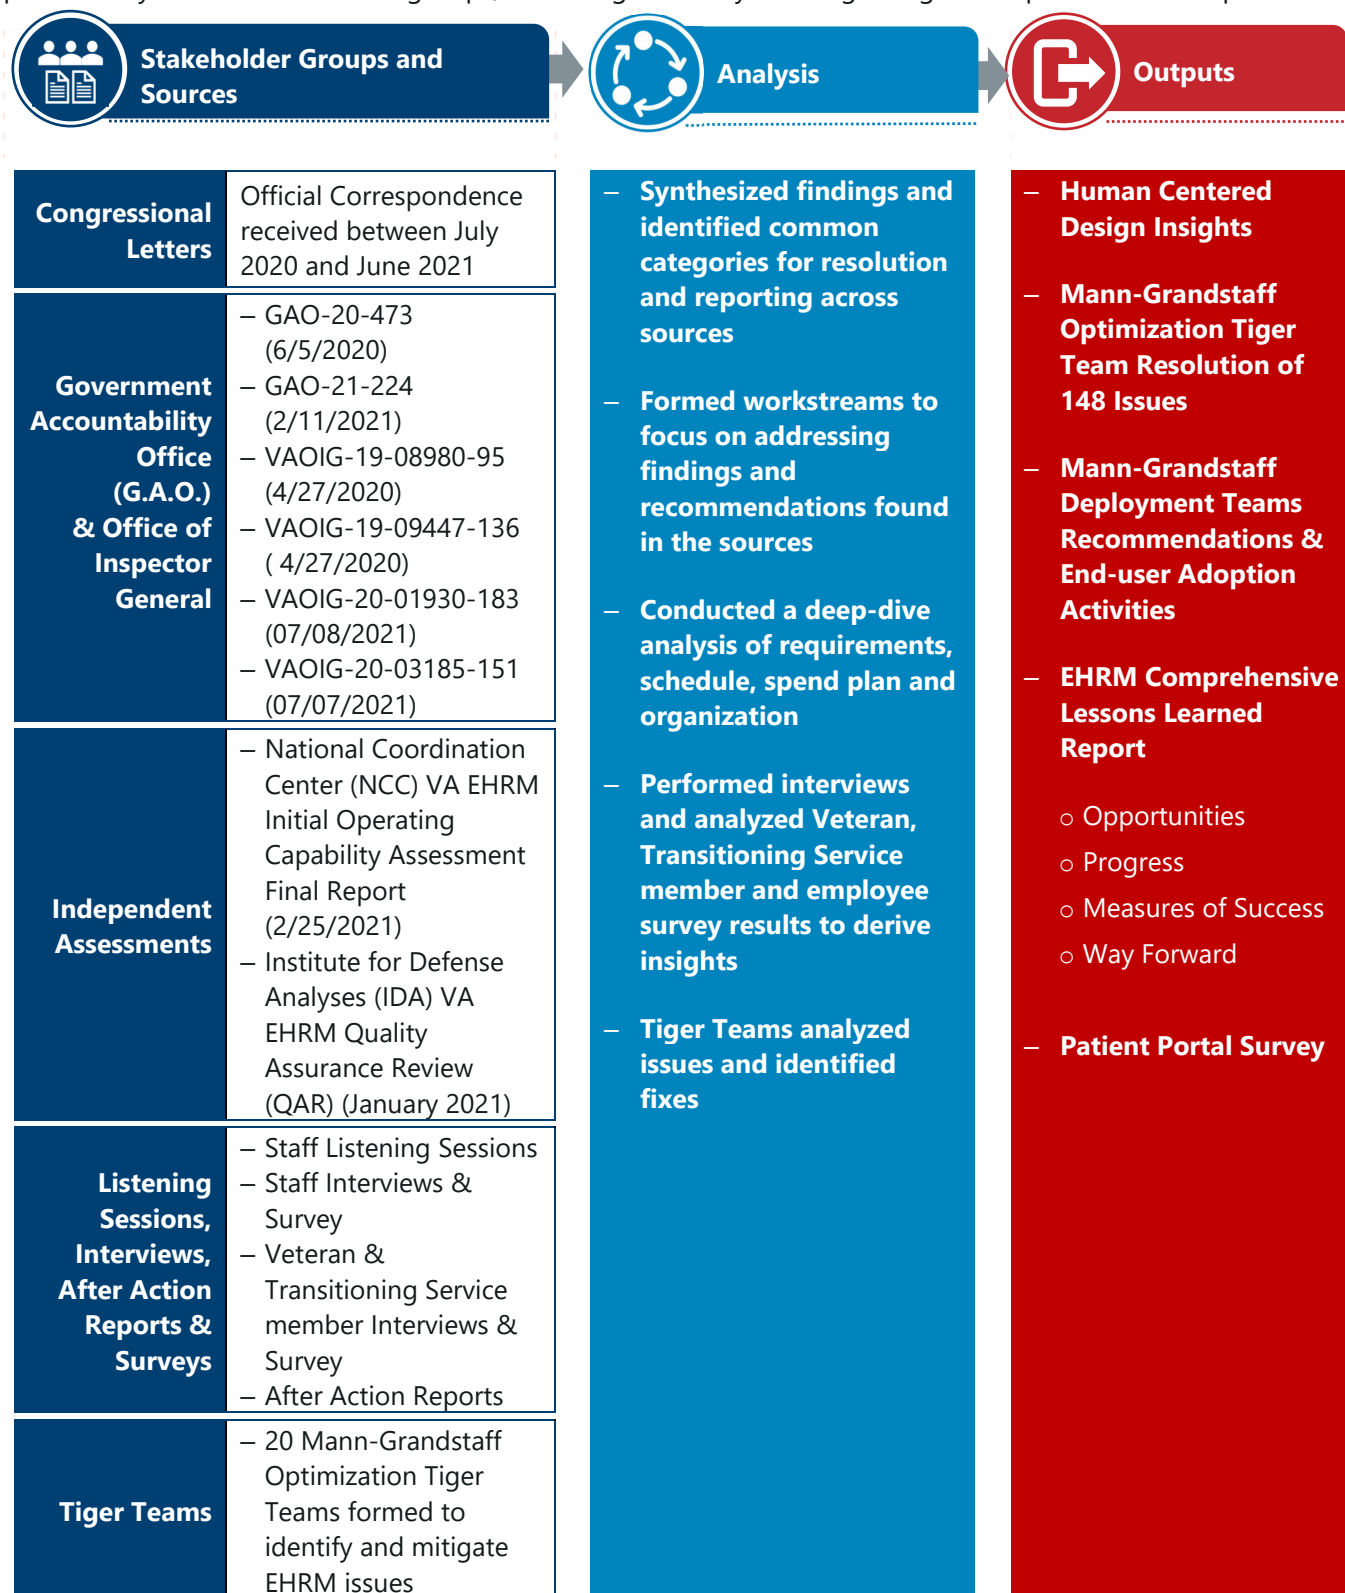 Stakeholder Groups and
Sources
Analysis
Outputs
Congressional
Letters
Official Correspondence
received between July
2020 and June 2021
Government
Accountability
Office
(G.A.O.)
& Office of
Inspector
General
– GAO-20-473
(6/5/2020)
– GAO-21-224
(2/11/2021)
– VAOIG-19-08980-95
(4/27/2020)
– VAOIG-19-09447-136
( 4/27/2020)
– VAOIG-20-01930-183
(07/08/2021)
– VAOIG-20-03185-151
(07/07/2021)
Independent
Assessments
– National Coordination
Center (NCC) VA EHRM
Initial Operating
Capability Assessment
Final Report
(2/25/2021)
– Institute for Defense
Analyses (IDA) VA
EHRM Quality
Assurance Review
(QAR) (January 2021)
Listening
Sessions,
Interviews,
After Action
Reports &
Surveys
– Staff Listening Sessions
– Staff Interviews &
Survey
– Veteran &
Transitioning Service
member Interviews &
Survey
– After Action Reports
Tiger Teams
– 20 Mann-Grandstaff
Optimization Tiger
Teams formed to
identify and mitigate
EHRM issues
– Synthesized findings and
identified common
categories for resolution
and reporting across
sources
– Formed workstreams to
focus on addressing
findings and
recommendations found
in the sources
– Conducted a deep-dive
analysis of requirements,
schedule, spend plan and
organization
– Performed interviews
and analyzed Veteran,
Transitioning Service
member and employee
survey results to derive
insights
– Tiger Teams analyzed
issues and identified
fixes
– Human Centered
Design Insights
– Mann-Grandstaff
Optimization Tiger
Team Resolution of
148 Issues
– Mann-Grandstaff
Deployment Teams
Recommendations &
End-user Adoption
Activities
– EHRM Comprehensive
Lessons Learned
Report
o Opportunities
o Progress
o Measures of Success
o Way Forward
– Patient Portal Survey